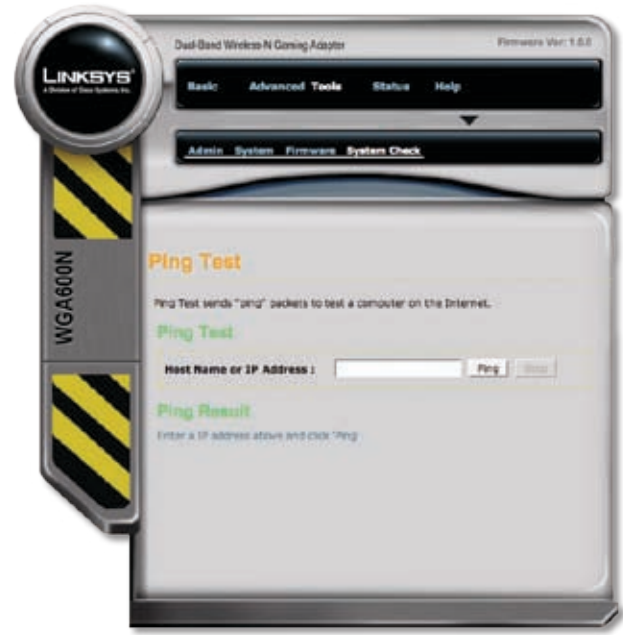 LINKSYS®
A Division of Cisco Systems, Inc.
Dual-Band Wireless-N Gaming Adapter
Firmware Ver: 1.0.0
Basic Advanced Tools Status Help
Admin System Firmware System Check
WGA600N
Ping Test
Ping Test sends "ping" packets to test a computer on the Internet.
Ping Test
Host Name or IP Address : Ping Stop
Ping Result
Enter a IP address above and click 'Ping'